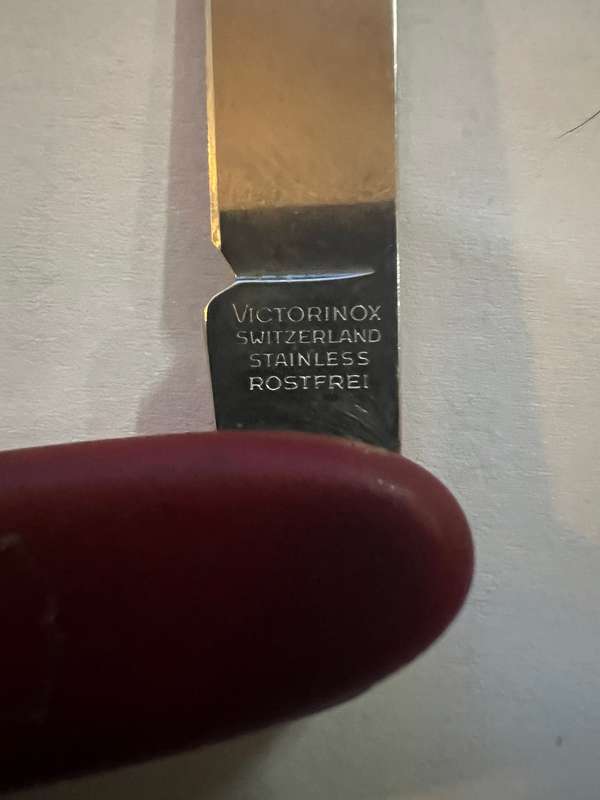 VICTORINOX
SWITZERLAND
STAINLESS
ROSTFREI